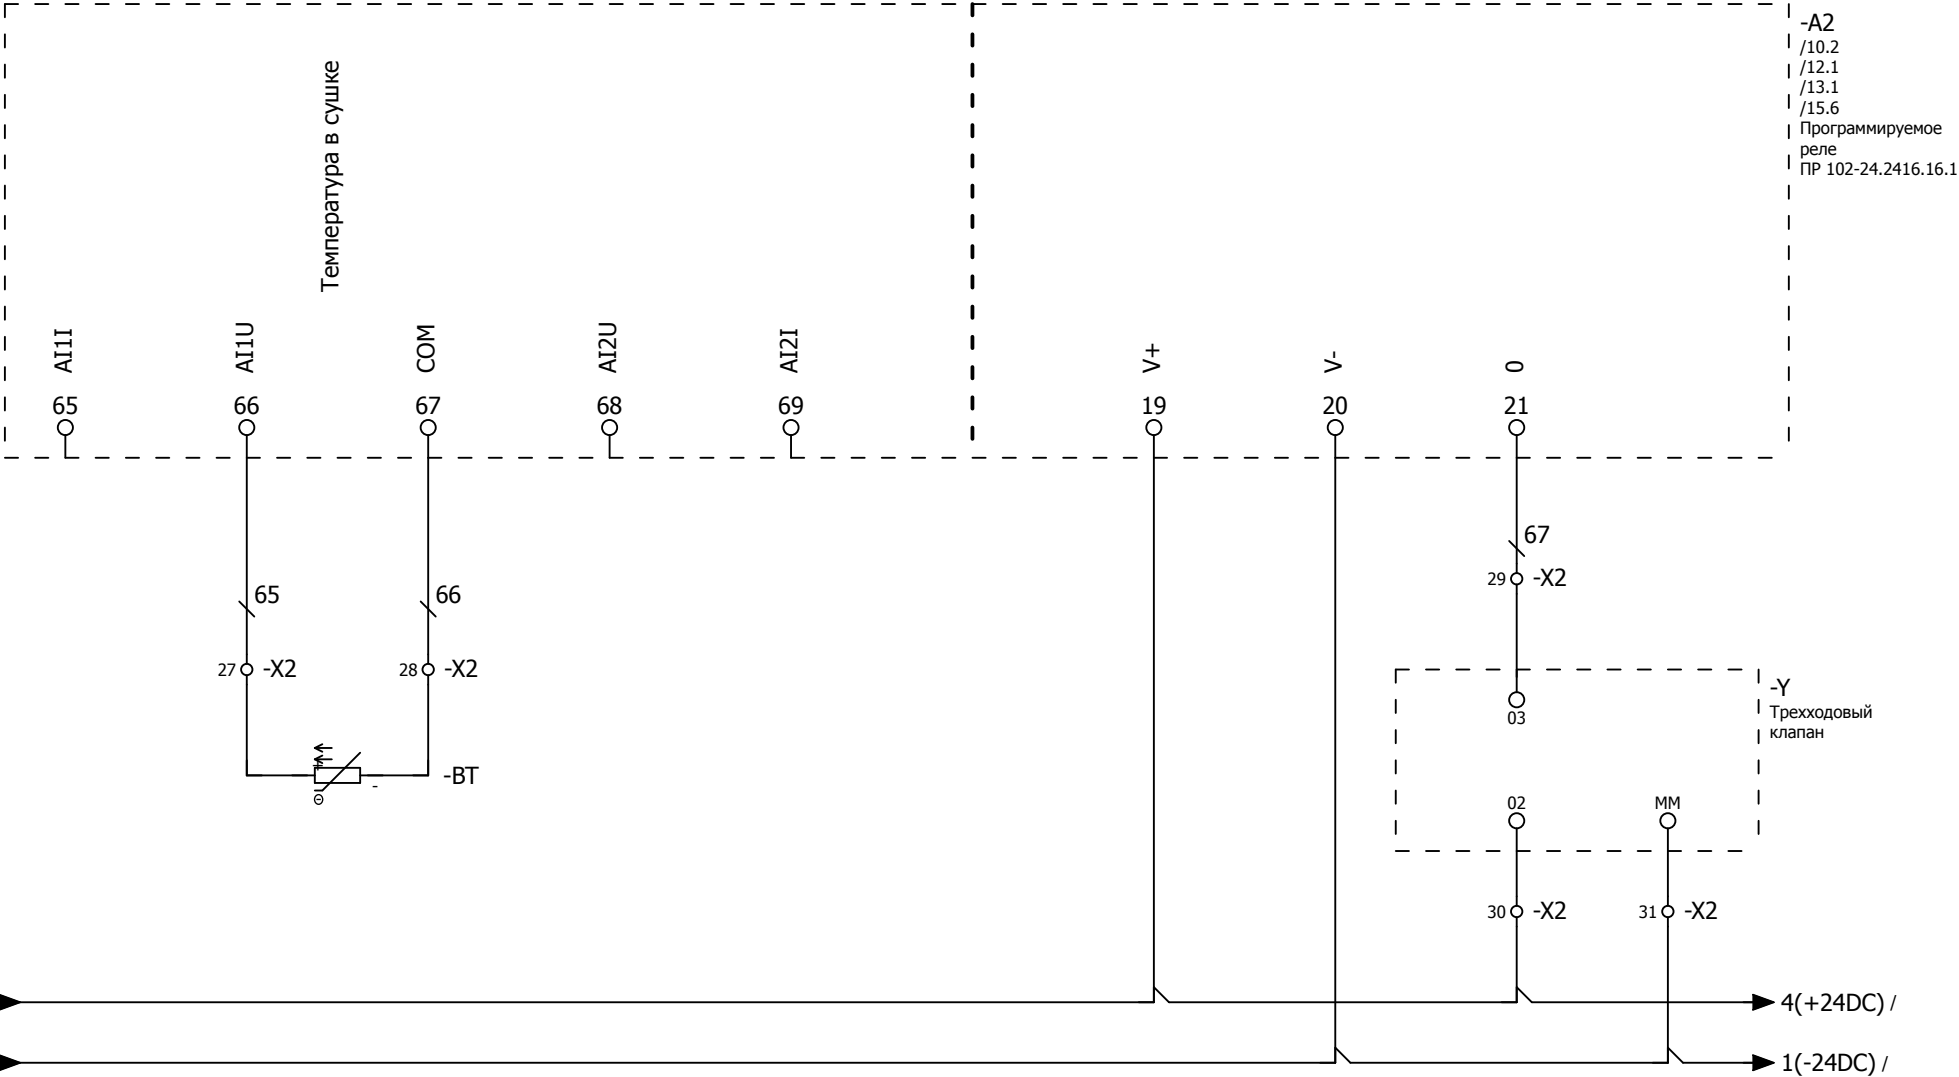 -A2
/10.2
/12.1
/13.1
/15.6
Программируемое
реле
ПР 102-24.2416.16.1
Температура в сушке
AI1I
AI1U
COM
AI2U
AI2I
V+
V-
0
65
66
67
68
69
19
20
21
67
29 -X2
65
66
27 -X2
28 -X2
-Y
Трехходовый
клапан
03
+
Θ
-
-BT
02
MM
30 -X2
31 -X2
4(+24DC) /
1(-24DC) /